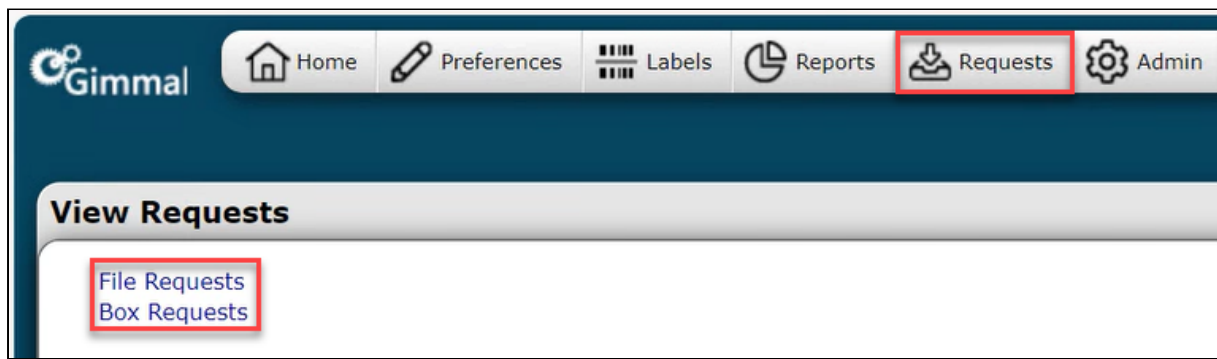 Gimmal
Home Preferences Labels Reports Requests Admin
View Requests
File Requests
Box Requests